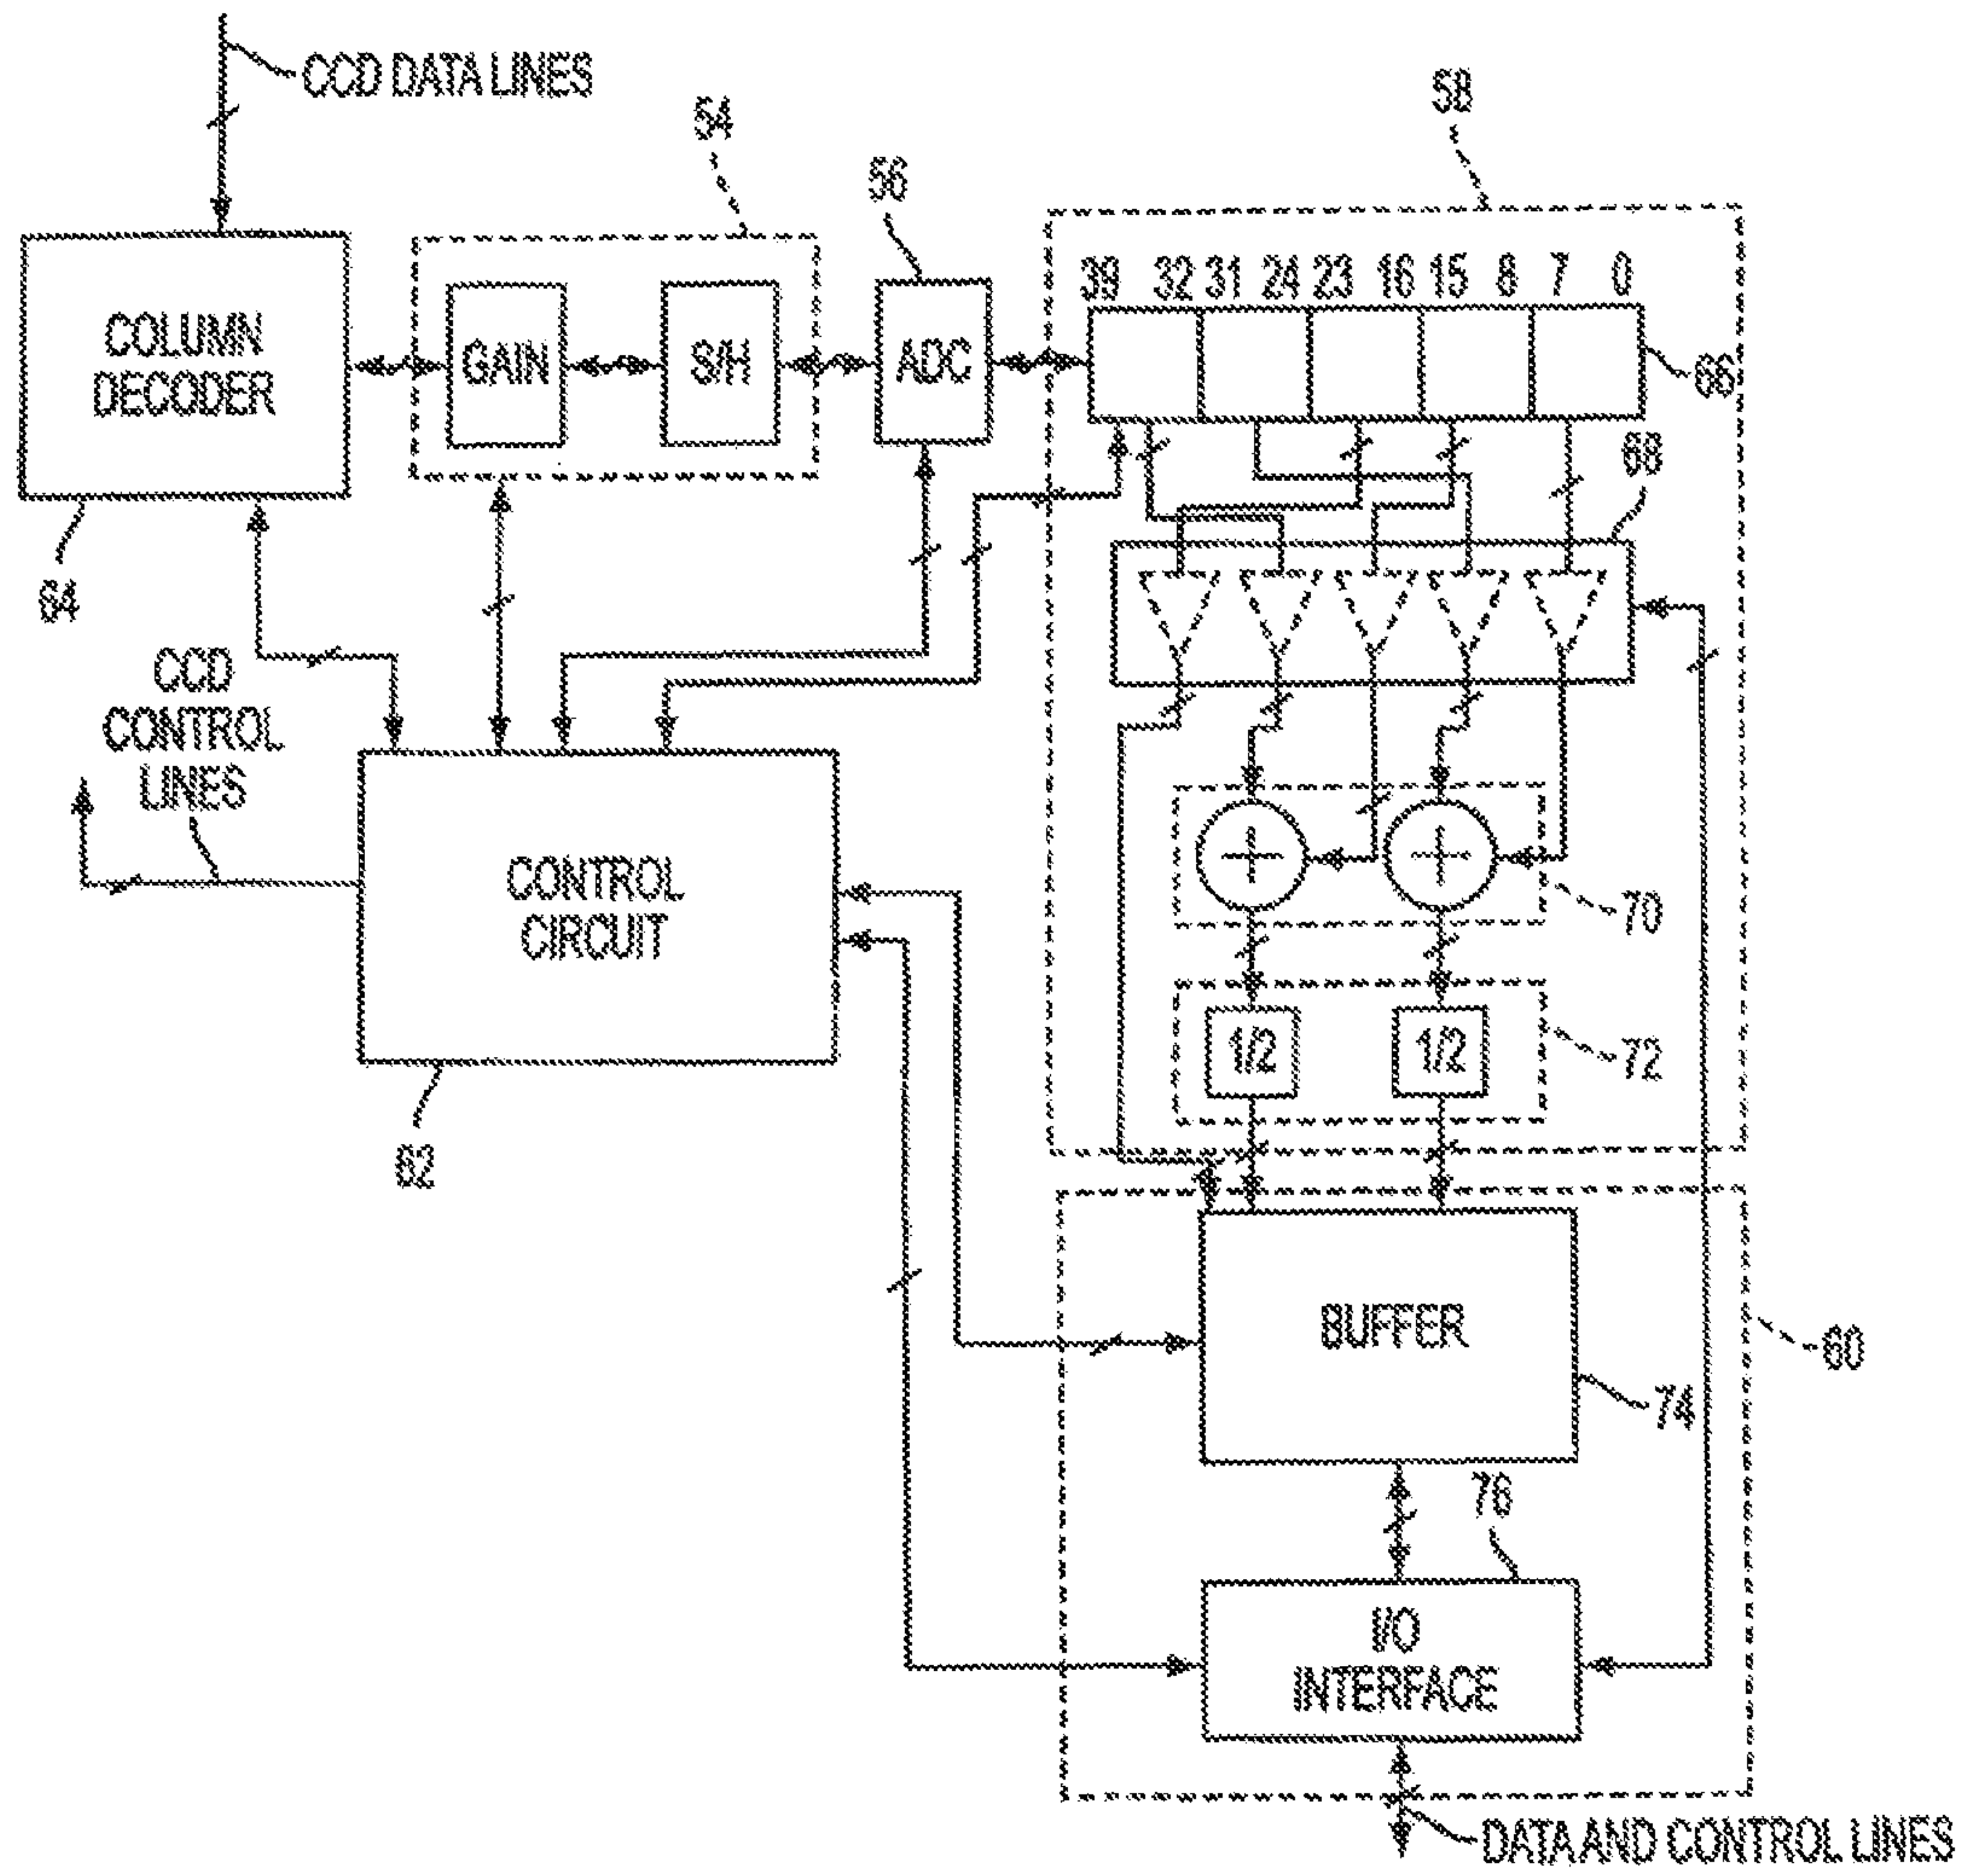 CCD DATA LINES
54
56
58
39 32 31 24 23 16 15 8 7 0
COLUMN
DECODER
GAIN
S/H
ADC
66
68
64
CCD
CONTROL
LINES
CONTROL
CIRCUIT
62
70
1/2
1/2
72
BUFFER
60
74
76
I/O
INTERFACE
DATA AND CONTROL LINES